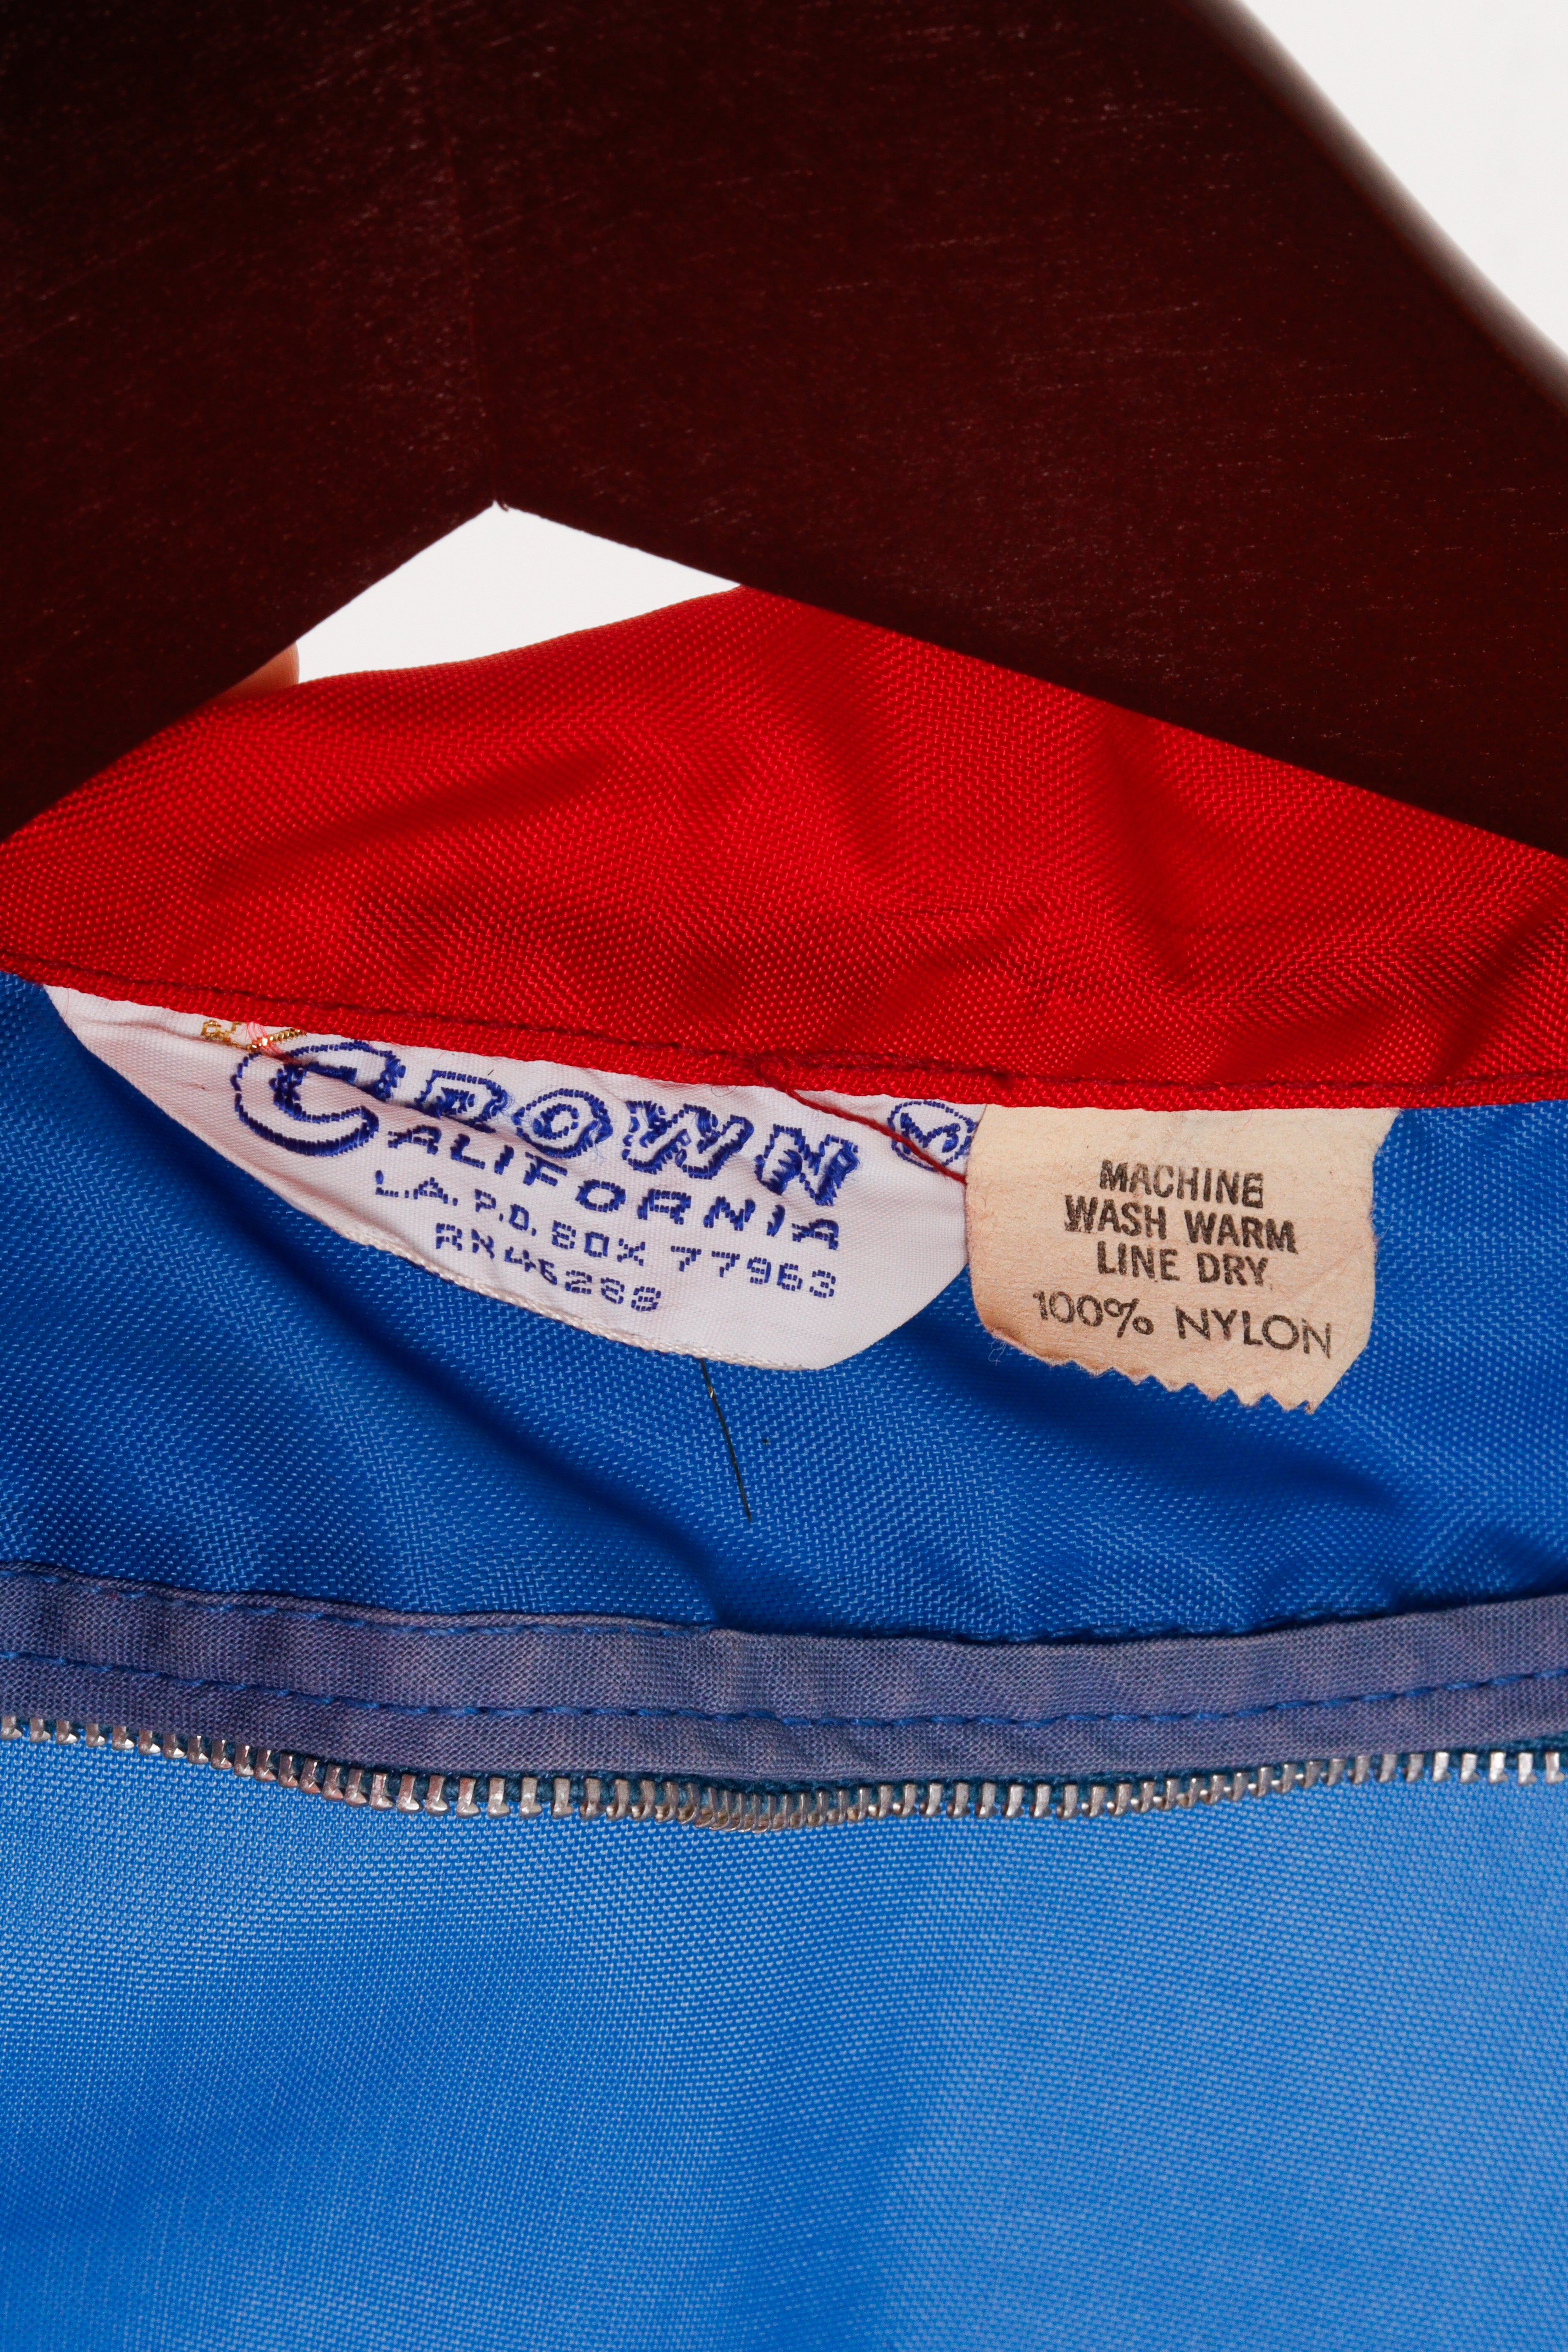 CROWN
CALIFORNIA
L.A. P.O. BOX 77963
RN46288
M
MACHINE
WASH WARM
LINE DRY
100% NYLON